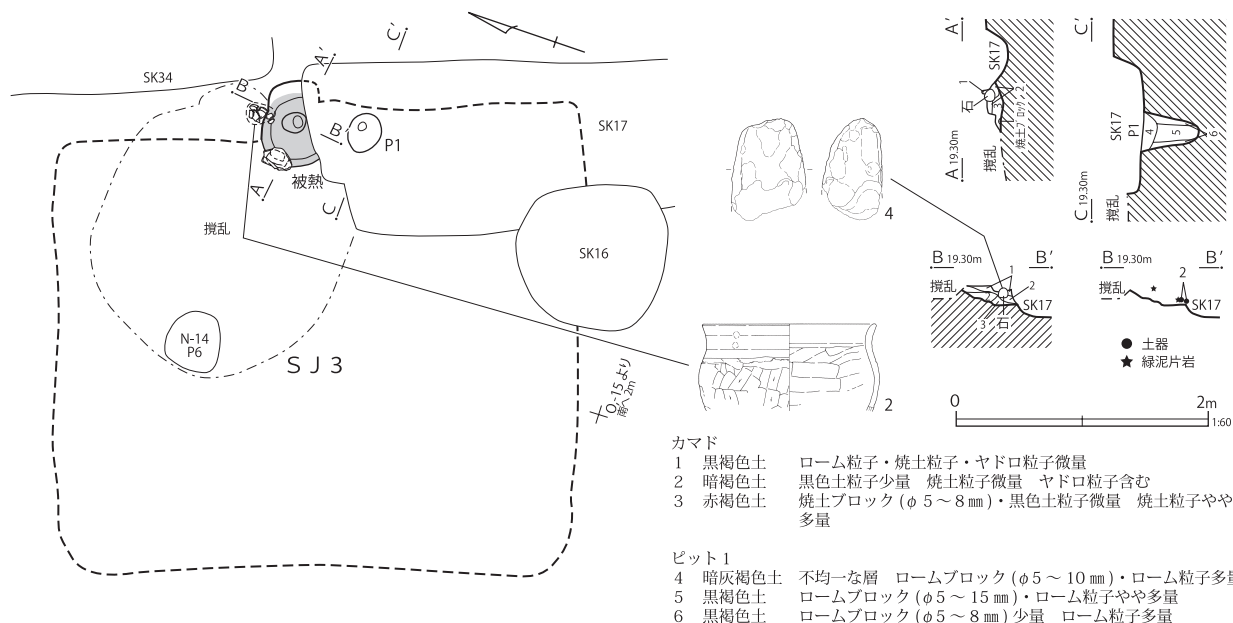 SK34
C′
A′
B
B′
P1
SK17
A
被熱
C
撹乱
SK16
N-14
P6
SJ3
O-15より
南へ2m
4
2
A′
SK17
1
2
石
3
焼土ブロック
撹乱
A 19.30m
C′
SK17
P1
4
5
6
撹乱
C 19.30m
B 19.30m
B′
1
撹乱
2
SK17
3
石
B 19.30m
B′
2
撹乱
SK17
● 土器
★ 緑泥片岩
0
2m
1:60
カマド
1 黒褐色土 ローム粒子・焼土粒子・ヤドロ粒子微量
2 暗褐色土 黒色土粒子少量 焼土粒子微量 ヤドロ粒子含む
3 赤褐色土 焼土ブロック(φ5～8㎜)・黒色土粒子微量 焼土粒子やや
多量
ピット1
4 暗灰褐色土 不均一な層 ロームブロック(φ5～10㎜)・ローム粒子多量
5 黒褐色土 ロームブロック(φ5～15㎜)・ローム粒子やや多量
6 黒褐色土 ロームブロック(φ5～8㎜)少量 ローム粒子多量